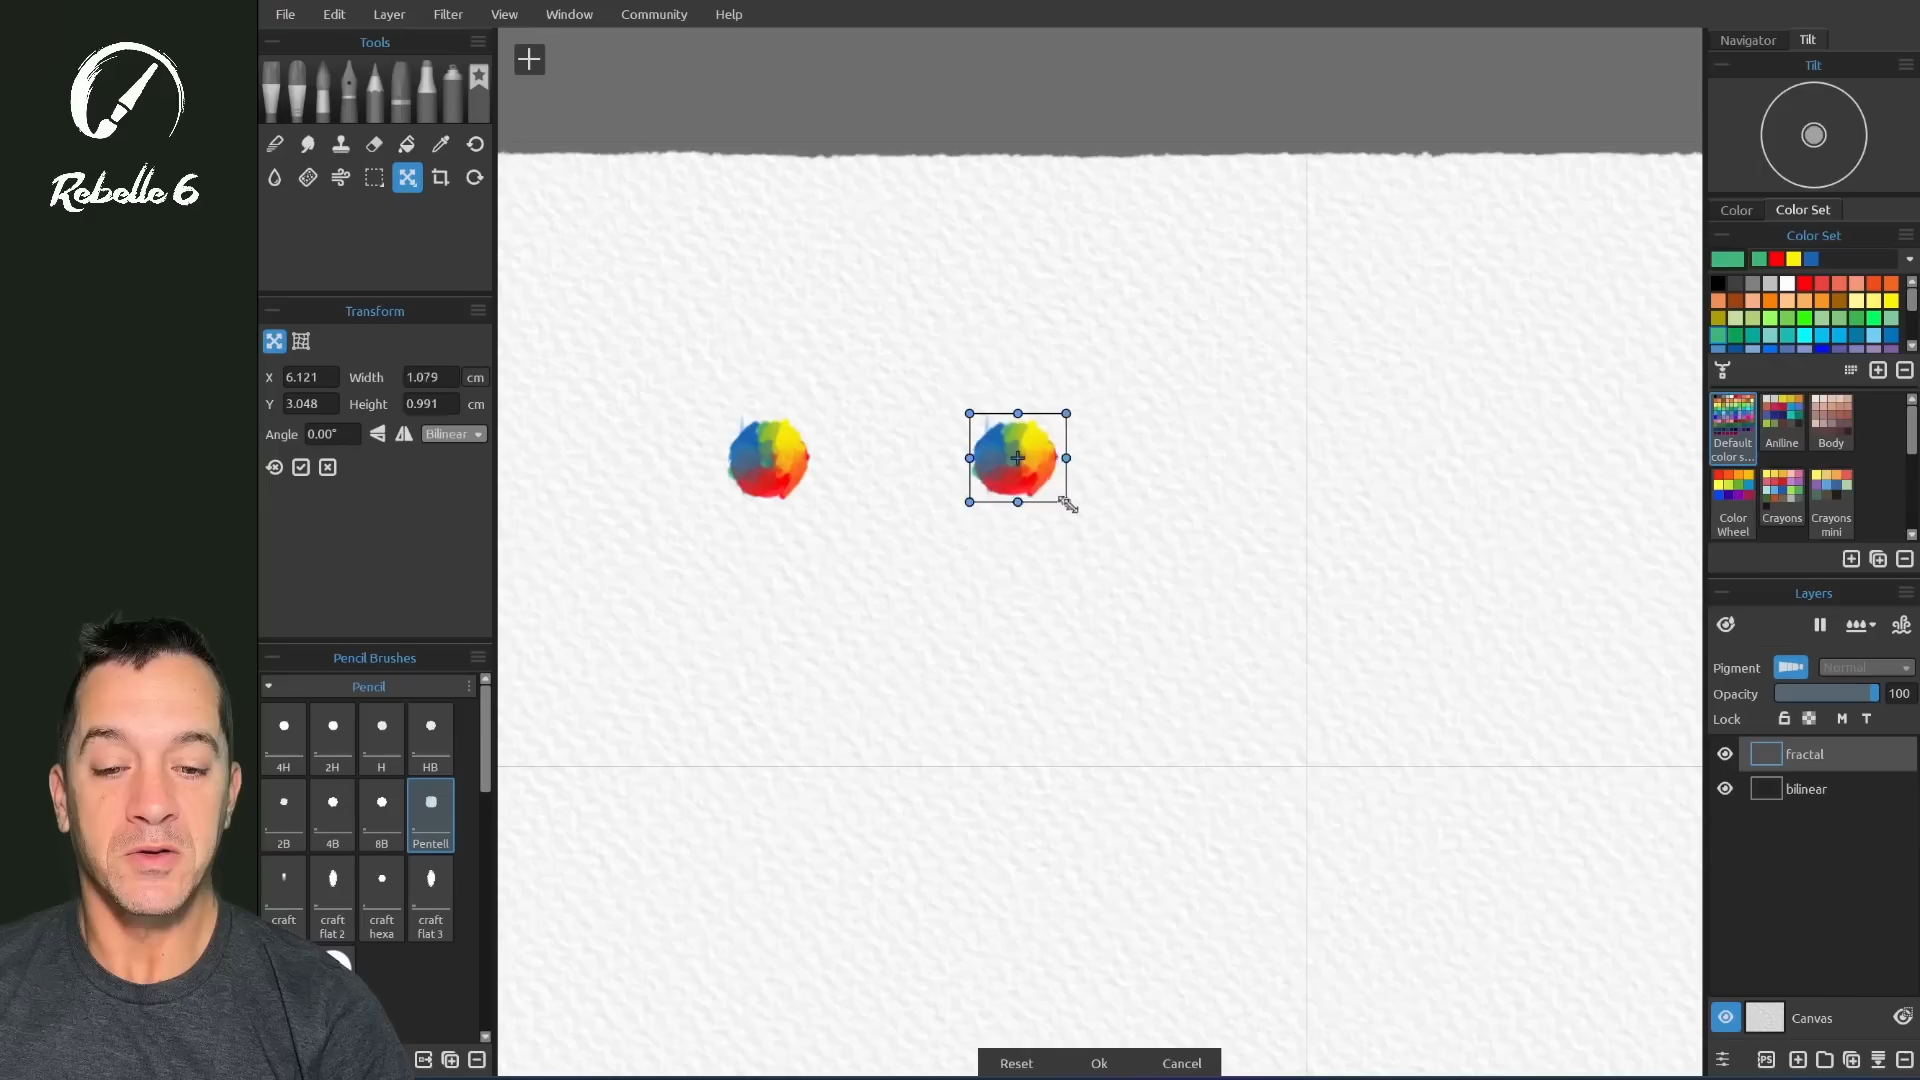 Rebelle 6
File Edit Layer Filter View Window Community Help
Tools
Transform
X 6.121 Width 1.079 cm
Y 3.048 Height 0.991 cm
Angle 0.00° Bilinear
Pencil Brushes
Pencil
4H 2H H HB
2B 4B 8B Pentell
craft craft craft craft
flat 2 hexa flat 3
Reset Ok Cancel
Navigator Tilt
Tilt
Color Color Set
Color Set
Default Aniline Body
color s...
Color Crayons Crayons
Wheel mini
Layers
Pigment Normal
Opacity 100
Lock M T
fractal
bilinear
Canvas
PS